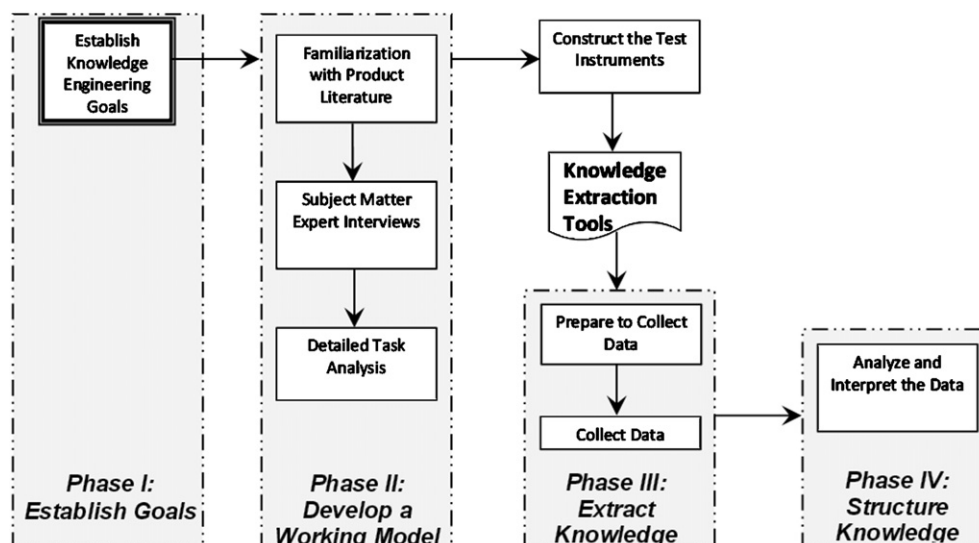 Establish
Knowledge
Engineering
Goals
Familiarization
with Product
Literature
Subject Matter
Expert Interviews
Detailed Task
Analysis
Construct the Test
Instruments
Knowledge
Extraction
Tools
Prepare to Collect
Data
Collect Data
Analyze and
Interpret the Data
Phase I:
Establish Goals
Phase II:
Develop a
Working Model
Phase III:
Extract
Knowledge
Phase IV:
Structure
Knowledge